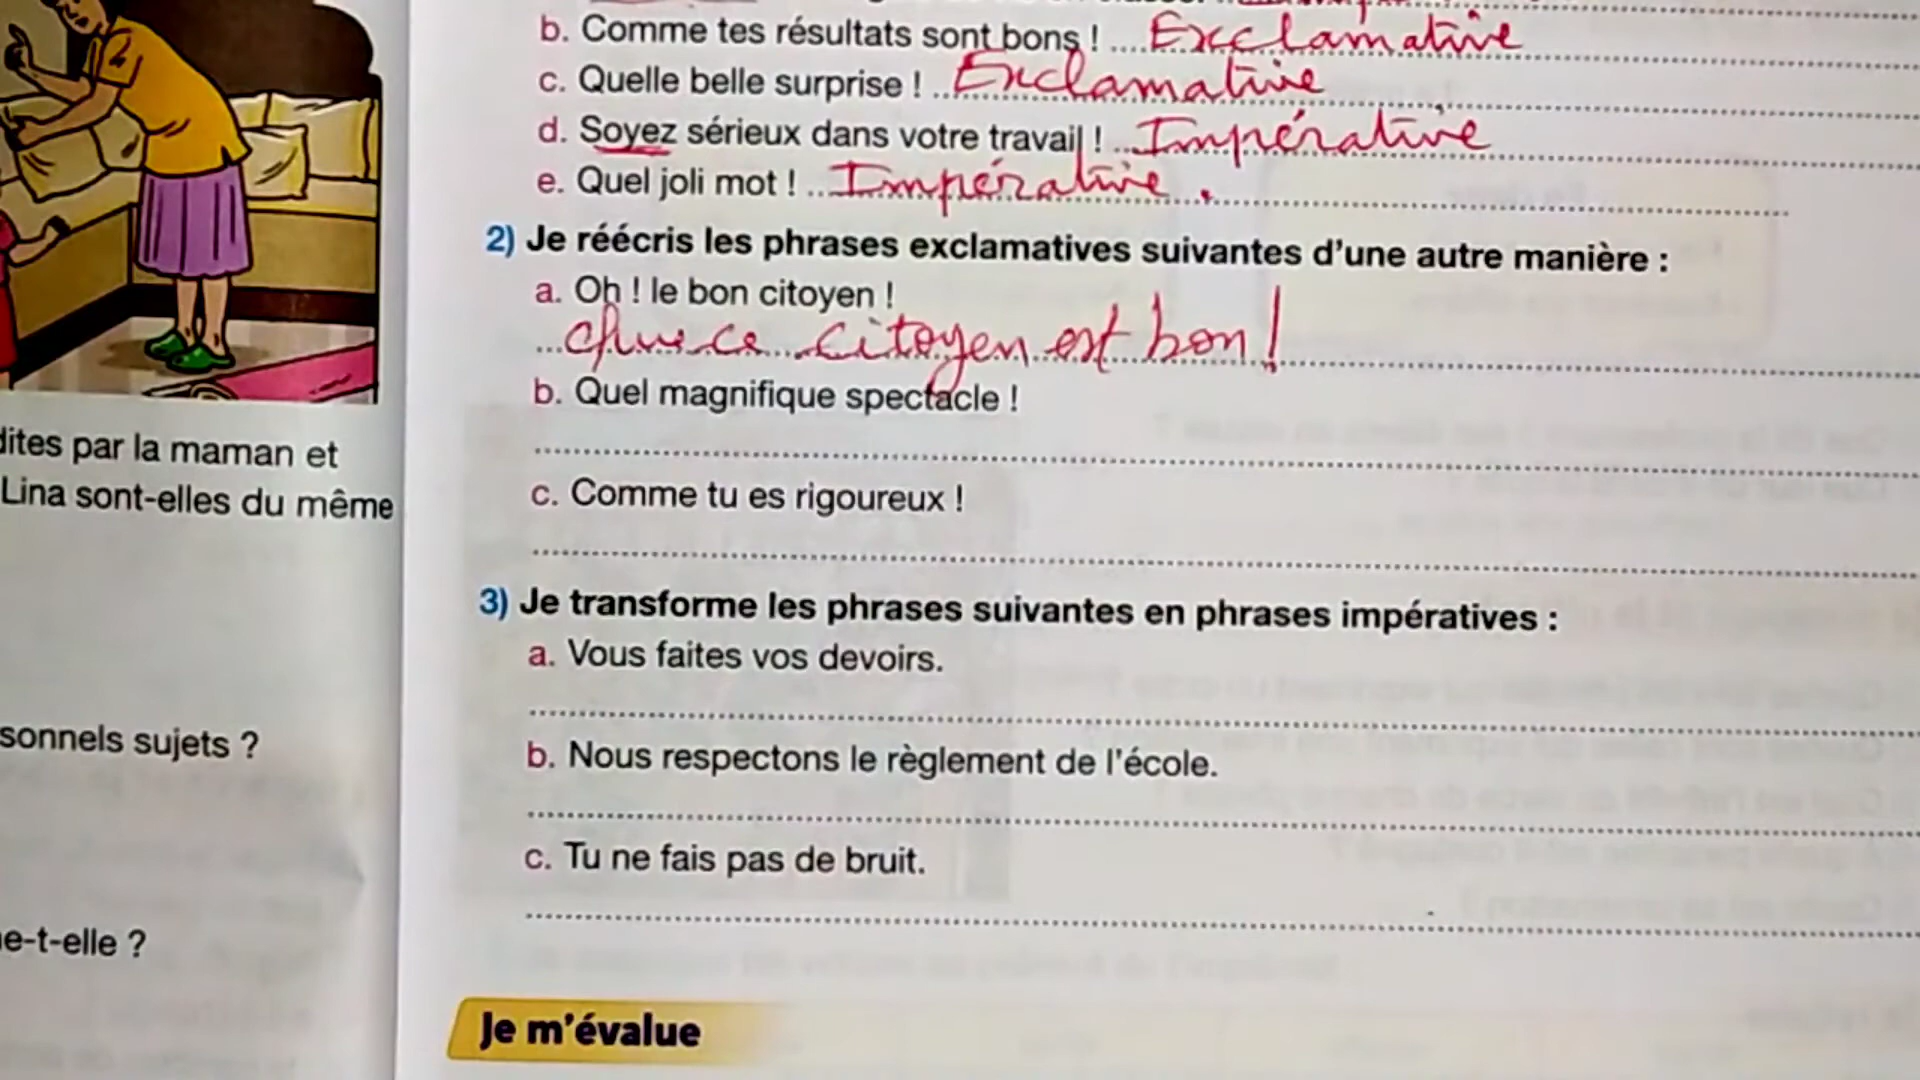 b. Comme tes résultats sont bons ! Exclamative
c. Quelle belle surprise ! Exclamative
d. Soyez sérieux dans votre travail ! Impérative
e. Quel joli mot ! Impérative.
2) Je réécris les phrases exclamatives suivantes d'une autre manière :
a. Oh ! le bon citoyen !
que ce citoyen est bon !
b. Quel magnifique spectacle !
c. Comme tu es rigoureux !
3) Je transforme les phrases suivantes en phrases impératives :
a. Vous faites vos devoirs.
b. Nous respectons le règlement de l'école.
c. Tu ne fais pas de bruit.
Je m'évalue
dites par la maman et
Lina sont-elles du même
sonnels sujets ?
e-t-elle ?